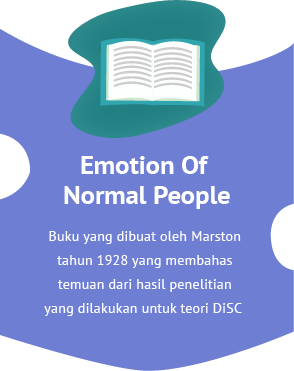 Emotion Of
Normal People
Buku yang dibuat oleh Marston
tahun 1928 yang membahas
temuan dari hasil penelitian
yang dilakukan untuk teori DiSC